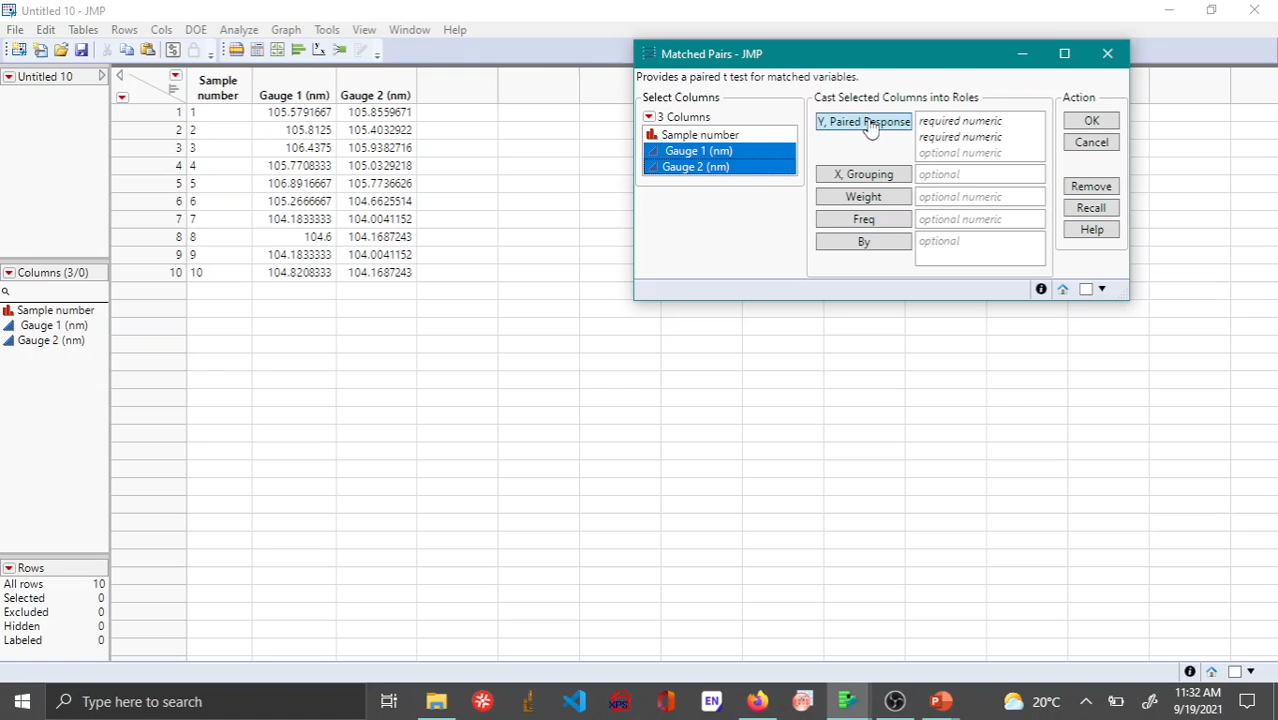 Untitled 10 - JMP
File Edit Tables Rows Cols DOE Analyze Graph Tools View Window Help
Untitled 10
Sample number Gauge 1 (nm) Gauge 2 (nm)
1 1 105.5791667 105.8559671
2 2 105.8125 105.4032922
3 3 106.4375 105.9382716
4 4 105.7708333 105.0329218
5 5 106.8916667 105.7736626
6 6 105.2666667 104.6625514
7 7 104.1833333 104.0041152
8 8 104.6 104.1687243
9 9 104.1833333 104.0041152
10 10 104.8208333 104.1687243
Columns (3/0)
Sample number
Gauge 1 (nm)
Gauge 2 (nm)
Rows
All rows 10
Selected 0
Excluded 0
Hidden 0
Labeled 0
Matched Pairs - JMP
Provides a paired t test for matched variables.
Select Columns
3 Columns
Sample number
Gauge 1 (nm)
Gauge 2 (nm)
Cast Selected Columns into Roles
Y, Paired Response required numeric
required numeric
optional numeric
X, Grouping optional
Weight optional numeric
Freq optional numeric
By optional
Action
OK
Cancel
Remove
Recall
Help
Type here to search
XPS
EN
20°C
11:32 AM
9/19/2021